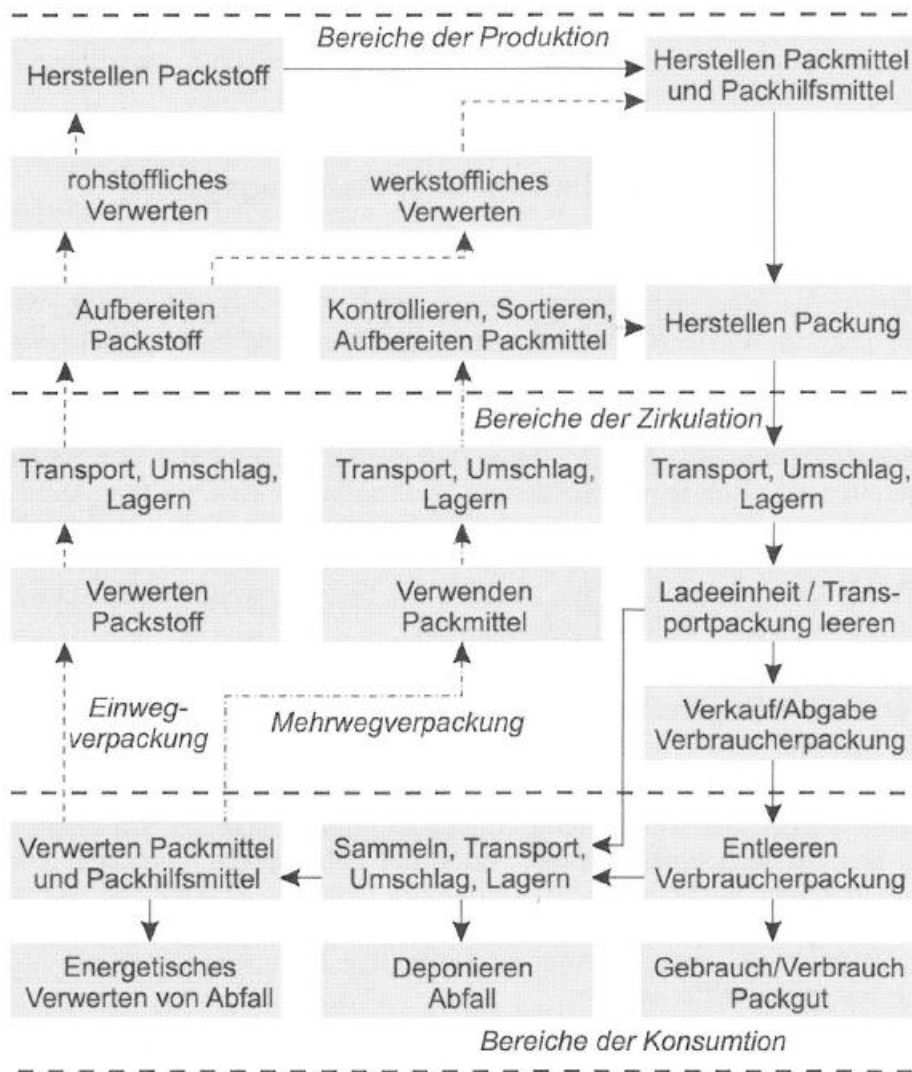 Bereiche der Produktion
Herstellen Packstoff
Herstellen Packmittel
und Packhilfsmittel
rohstoffliches
Verwerten
werkstoffliches
Verwerten
Aufbereiten
Packstoff
Kontrollieren, Sortieren,
Aufbereiten Packmittel
Herstellen Packung
Bereiche der Zirkulation
Transport, Umschlag,
Lagern
Transport, Umschlag,
Lagern
Transport, Umschlag,
Lagern
Verwerten
Packstoff
Verwenden
Packmittel
Ladeeinheit / Trans-
portpackung leeren
Einweg-
verpackung
Mehrwegverpackung
Verkauf/Abgabe
Verbraucherpackung
Verwerten Packmittel
und Packhilfsmittel
Sammeln, Transport,
Umschlag, Lagern
Entleeren
Verbraucherpackung
Energetisches
Verwerten von Abfall
Deponieren
Abfall
Gebrauch/Verbrauch
Packgut
Bereiche der Konsumtion